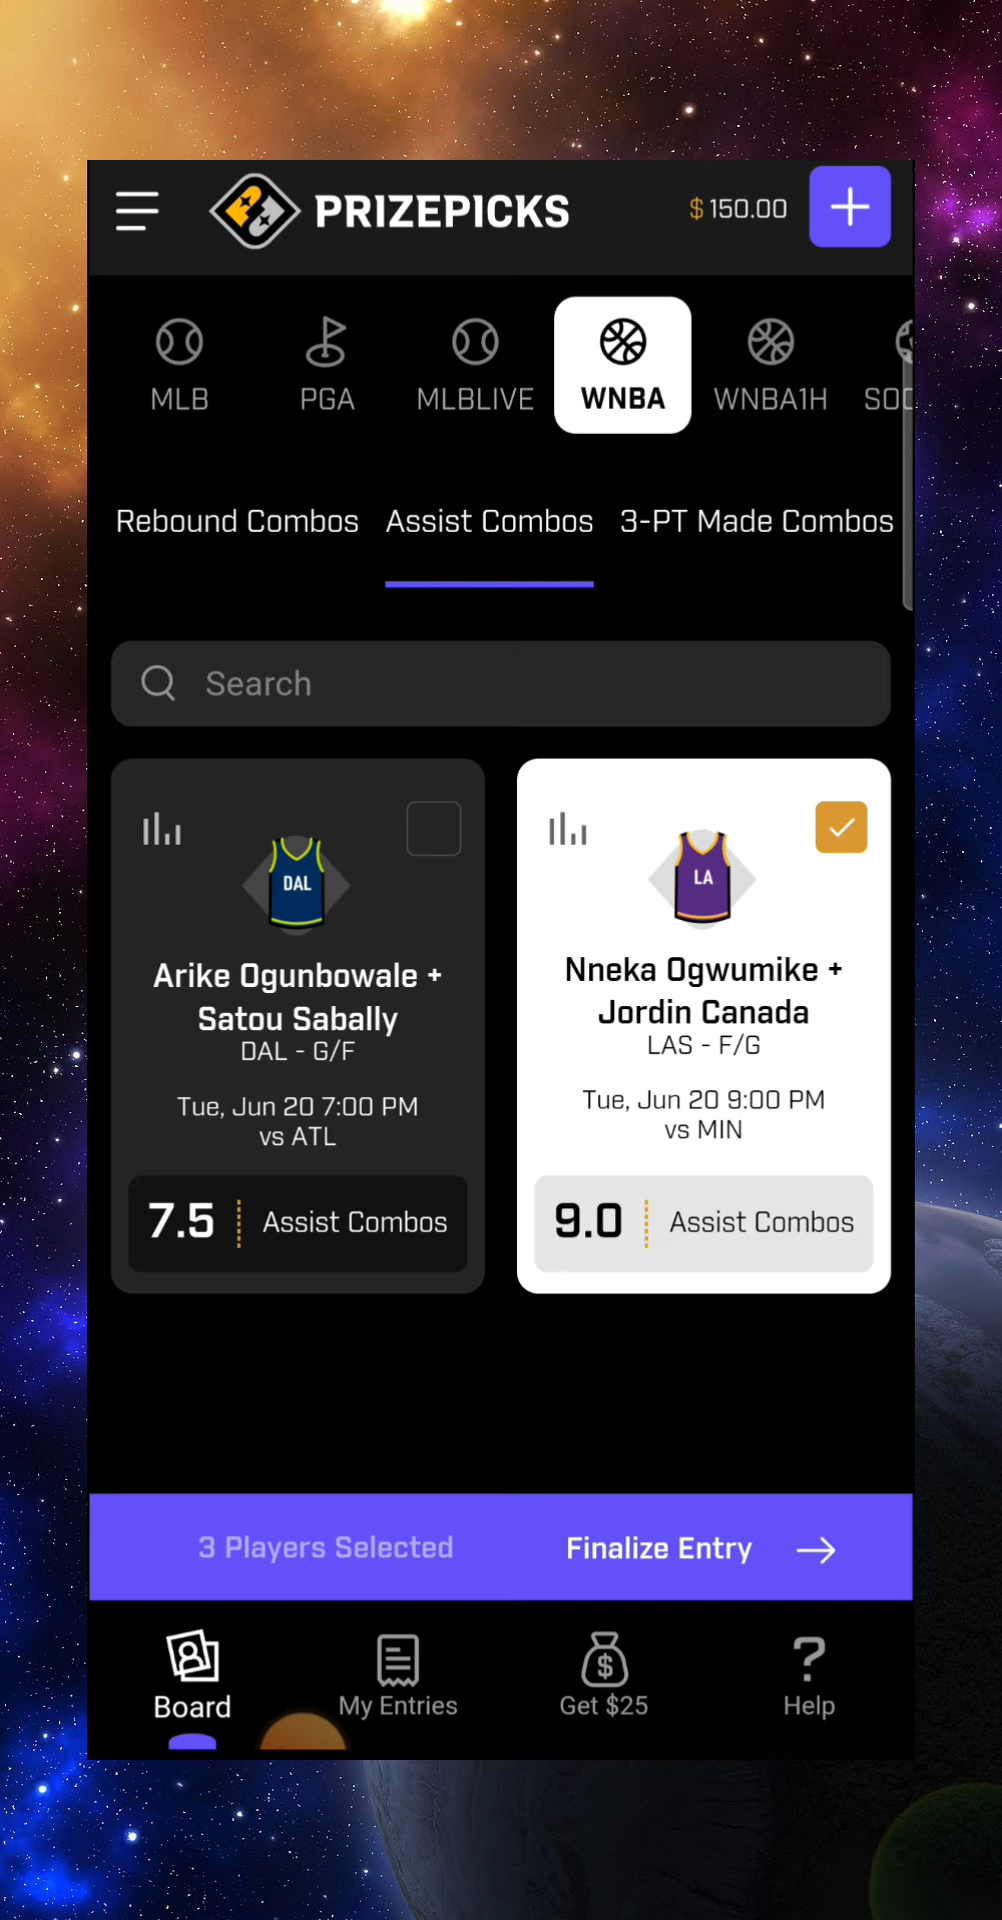 PRIZEPICKS
$ 150.00
MLB
PGA
MLBLIVE
WNBA
WNBA1H
SOC
Rebound Combos
Assist Combos
3-PT Made Combos
Search
DAL
Arike Ogunbowale +
Satou Sabally
DAL - G/F
Tue, Jun 20 7:00 PM
vs ATL
7.5
Assist Combos
LA
Nneka Ogwumike +
Jordin Canada
LAS - F/G
Tue, Jun 20 9:00 PM
vs MIN
9.0
Assist Combos
3 Players Selected
Finalize Entry
Board
My Entries
Get $25
Help